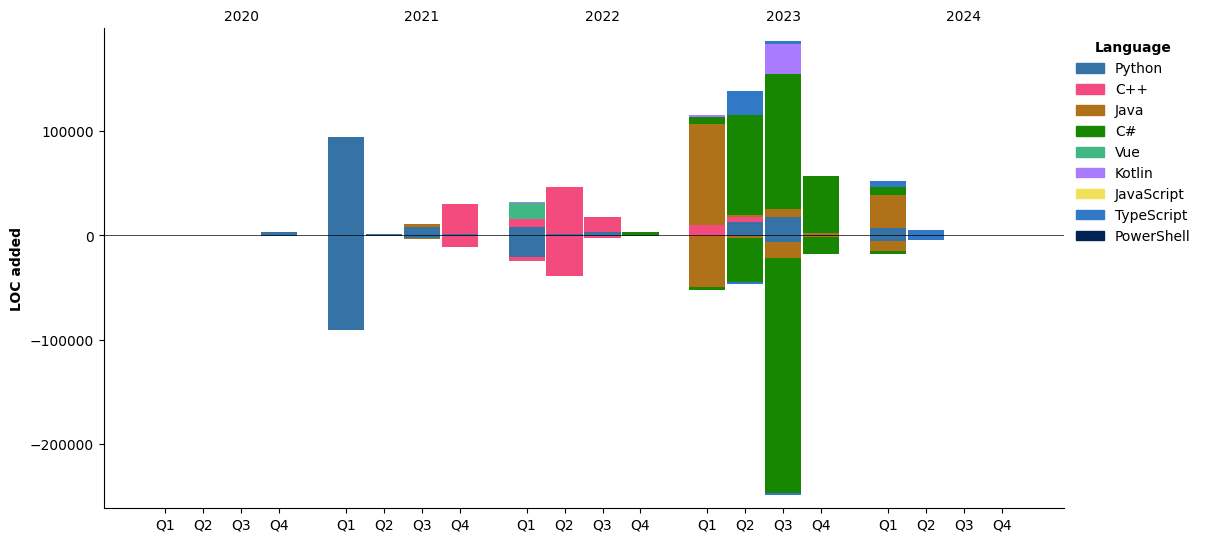 2020 2021 2022 2023 2024
Language
Python
C++
Java
C#
Vue
Kotlin
JavaScript
TypeScript
PowerShell
LOC added
100000
0
−100000
−200000
Q1 Q2 Q3 Q4 Q1 Q2 Q3 Q4 Q1 Q2 Q3 Q4 Q1 Q2 Q3 Q4 Q1 Q2 Q3 Q4